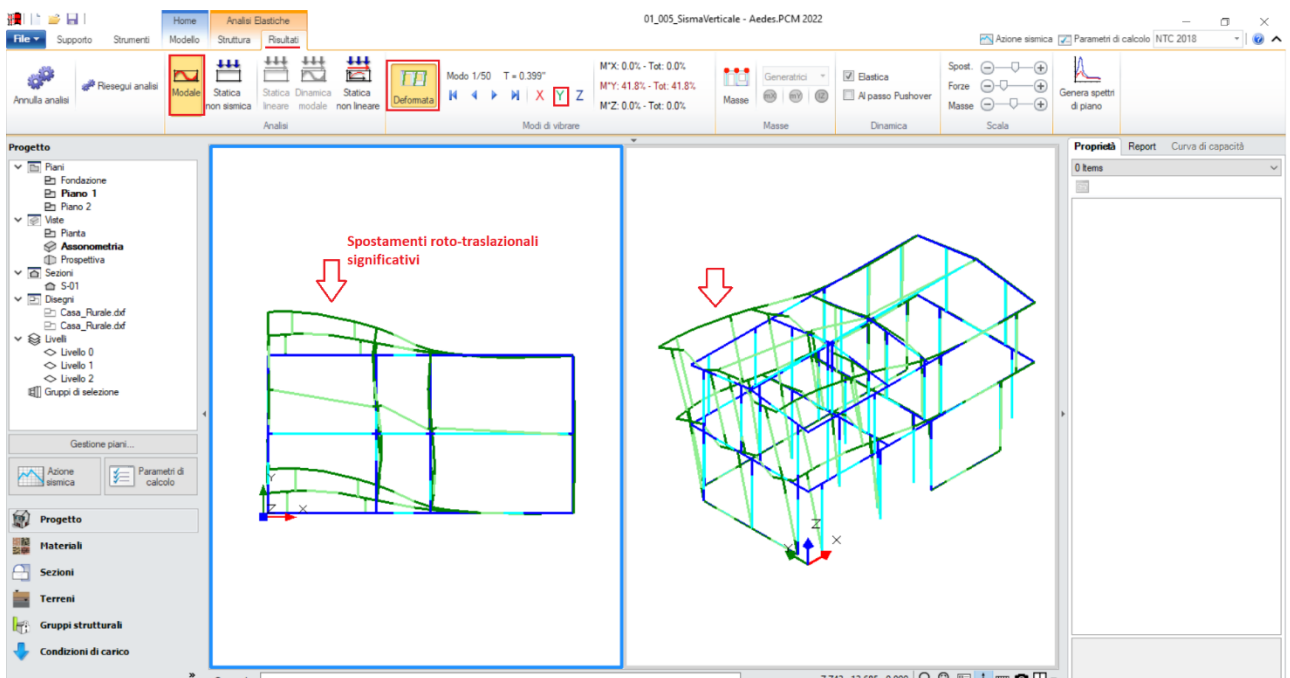 01_005_SismaVerticale - Aedes.PCM 2022
Home
Analisi Elastiche
File
Supporto
Strumenti
Modello
Struttura
Risultati
Azione sismica
Parametri di calcolo
NTC 2018
Annulla analisi
Riesegui analisi
Modale
Statica non sismica
Statica lineare
Dinamica modale
Statica non lineare
Analisi
Deformata
Modo 1/50 T = 0.399"
X Y Z
M*X: 0.0% - Tot: 0.0%
M*Y: 41.8% - Tot: 41.8%
M*Z: 0.0% - Tot: 0.0%
Modi di vibrare
Masse
Generatrici
Masse
Elastica
Al passo Pushover
Dinamica
Spost.
Forze
Masse
Scala
Genera spettri
di piano
Progetto
Piani
Fondazione
Piano 1
Piano 2
Viste
Pianta
Assonometria
Prospettiva
Sezioni
S-01
Disegni
Casa_Rurale.dxf
Casa_Rurale.dxf
Livelli
Livello 0
Livello 1
Livello 2
Gruppi di selezione
Gestione piani...
Azione
sismica
Parametri di
calcolo
Progetto
Materiali
Sezioni
Terreni
Gruppi strutturali
Condizioni di carico
Spostamenti roto-traslazionali
significativi
Y
Z X
Z
X
Proprietà
Report
Curva di capacità
0 Items